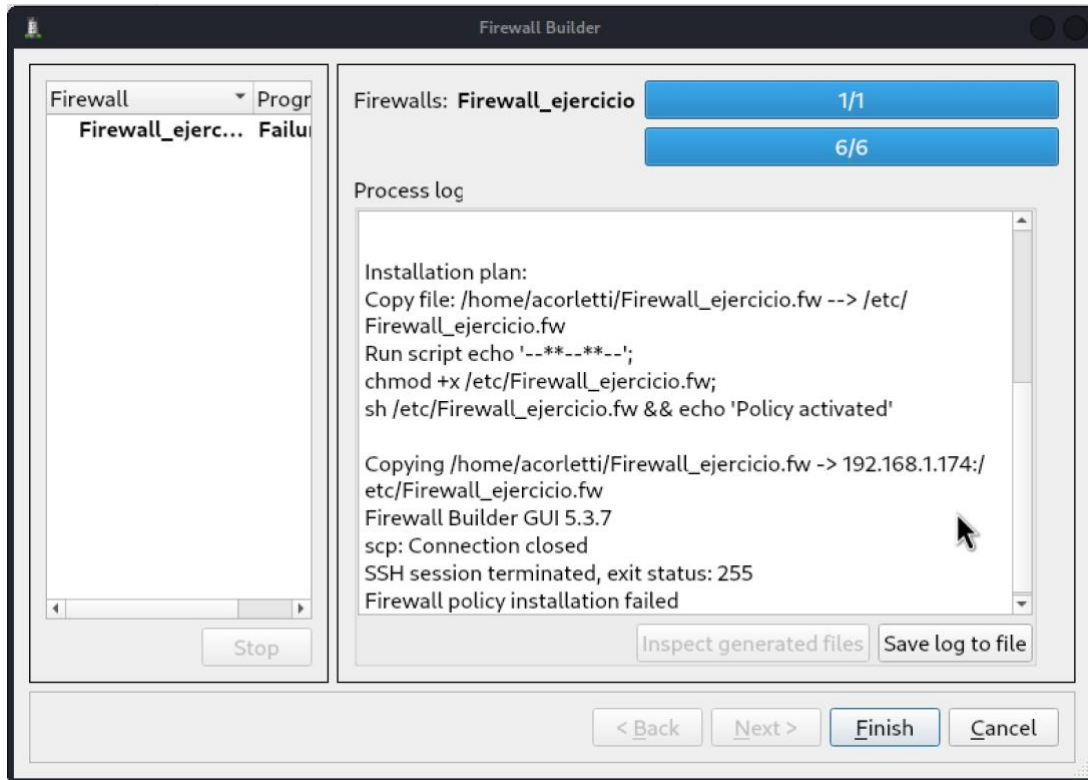 Firewall Builder
Firewall
Progr
Firewall_ejerc...
Failur
Stop
Firewalls: Firewall_ejercicio
1/1
6/6
Process log
Installation plan:
Copy file: /home/acorletti/Firewall_ejercicio.fw --> /etc/
Firewall_ejercicio.fw
Run script echo '--**--**--';
chmod +x /etc/Firewall_ejercicio.fw;
sh /etc/Firewall_ejercicio.fw && echo 'Policy activated'
Copying /home/acorletti/Firewall_ejercicio.fw -> 192.168.1.174:/
etc/Firewall_ejercicio.fw
Firewall Builder GUI 5.3.7
scp: Connection closed
SSH session terminated, exit status: 255
Firewall policy installation failed
Inspect generated files
Save log to file
< Back
Next >
Finish
Cancel